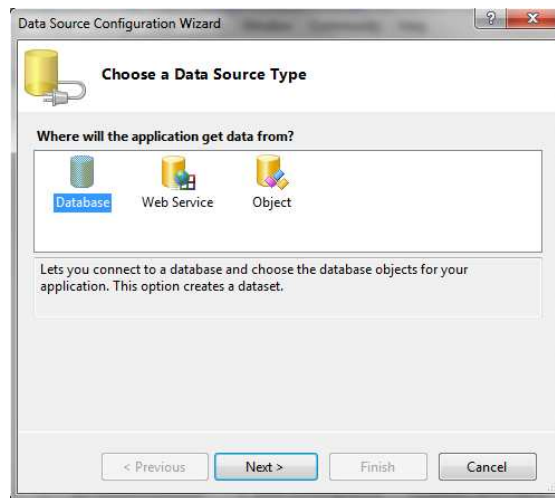 Data Source Configuration Wizard
Choose a Data Source Type
Where will the application get data from?
Database Web Service Object
Lets you connect to a database and choose the database objects for your
application. This option creates a dataset.
< Previous Next > Finish Cancel